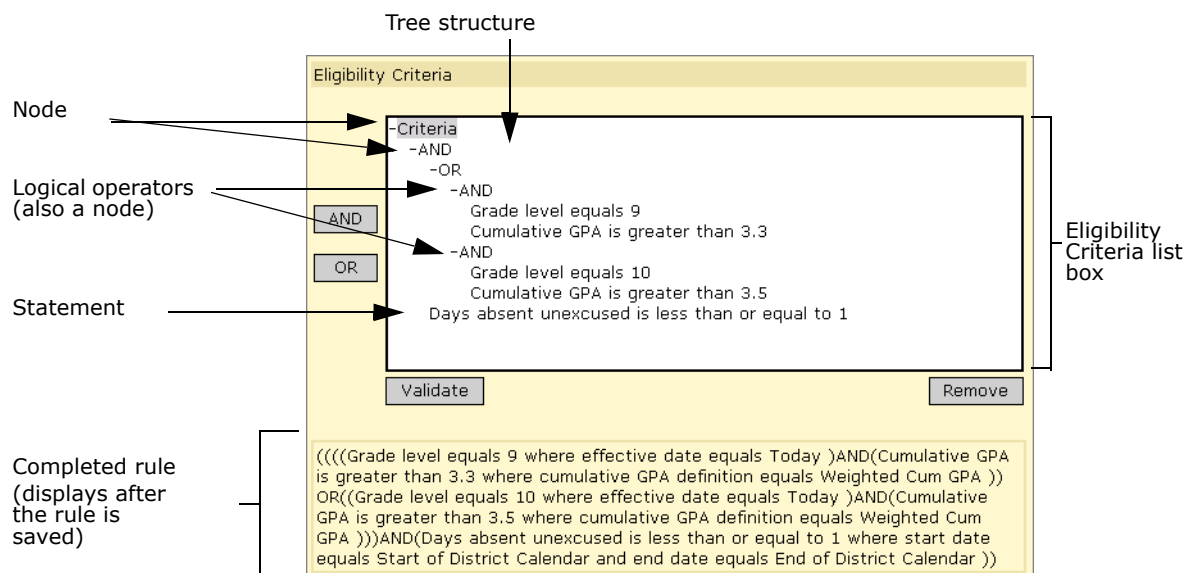 Tree structure
Eligibility Criteria
Node
-Criteria
-AND
-OR
Logical operators
(also a node)
-AND
Grade level equals 9
Cumulative GPA is greater than 3.3
-AND
Grade level equals 10
Cumulative GPA is greater than 3.5
AND
OR
Eligibility
Criteria list
box
Statement
Days absent unexcused is less than or equal to 1
Validate
Remove
Completed rule
(displays after
the rule is
saved)
((((Grade level equals 9 where effective date equals Today )AND(Cumulative GPA
is greater than 3.3 where cumulative GPA definition equals Weighted Cum GPA ))
OR((Grade level equals 10 where effective date equals Today )AND(Cumulative
GPA is greater than 3.5 where cumulative GPA definition equals Weighted Cum
GPA )))AND(Days absent unexcused is less than or equal to 1 where start date
equals Start of District Calendar and end date equals End of District Calendar ))